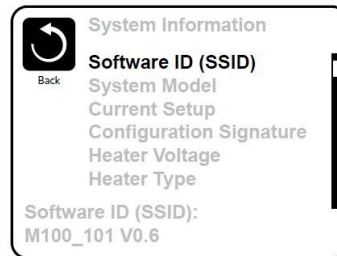 System Information
Software ID (SSID)
Back
System Model
Current Setup
Configuration Signature
Heater Voltage
Heater Type
Software ID (SSID):
M100_101 V0.6